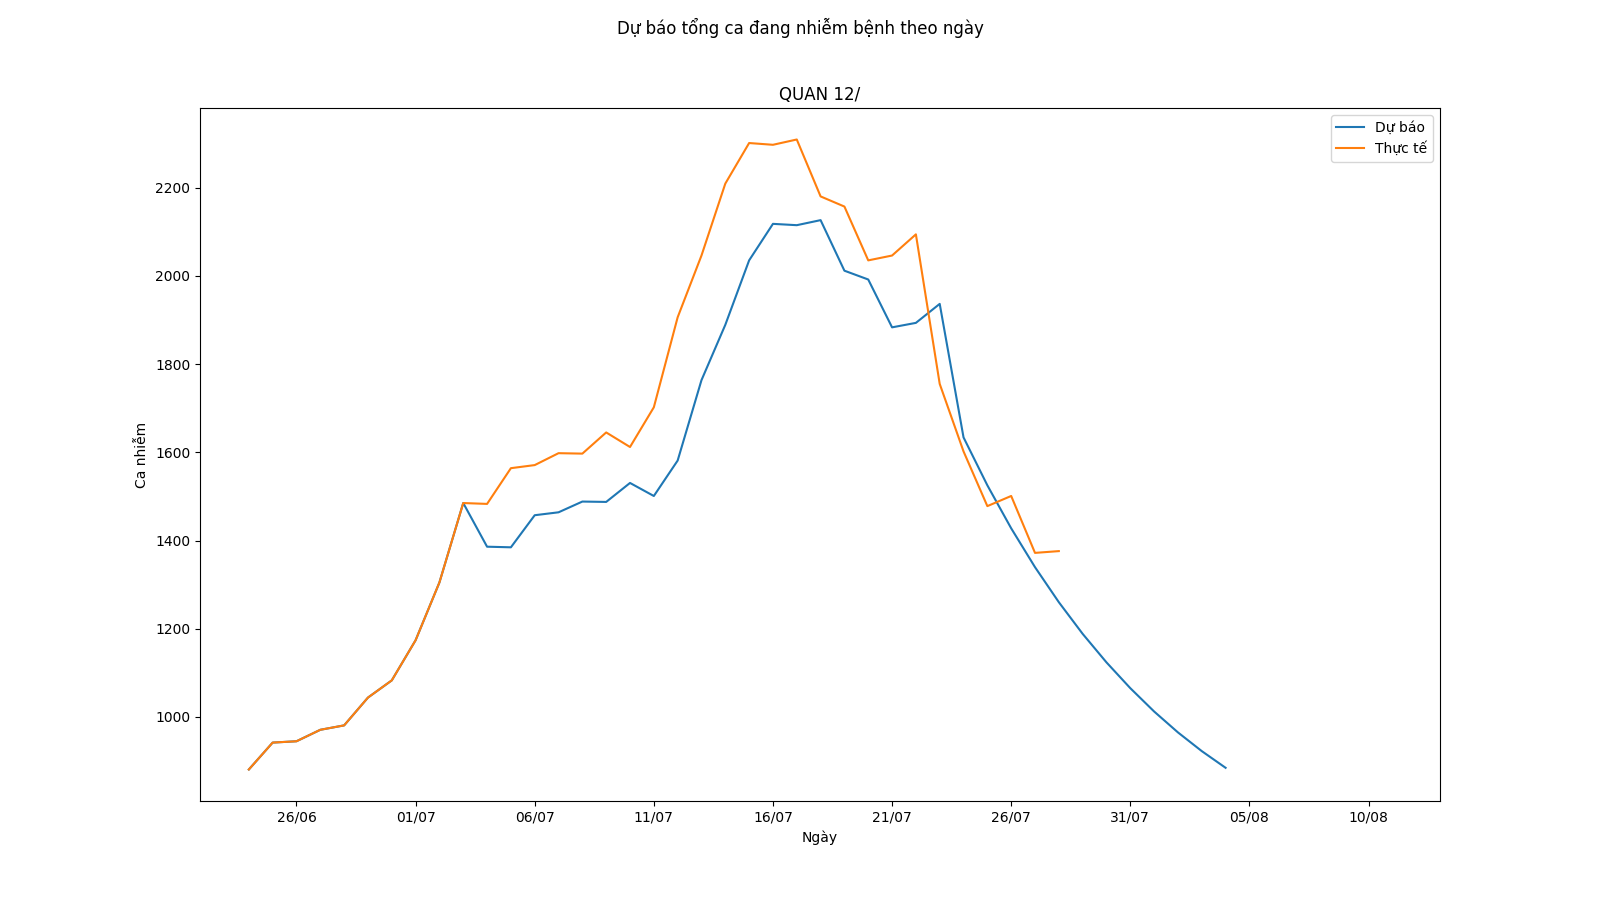 Dự báo tổng ca đang nhiễm bệnh theo ngày
QUAN 12/
Dự báo
Thực tế
2200
2000
1800
1600
1400
1200
1000
Ca nhiễm
26/06 01/07 06/07 11/07 16/07 21/07 26/07 31/07 05/08 10/08
Ngày